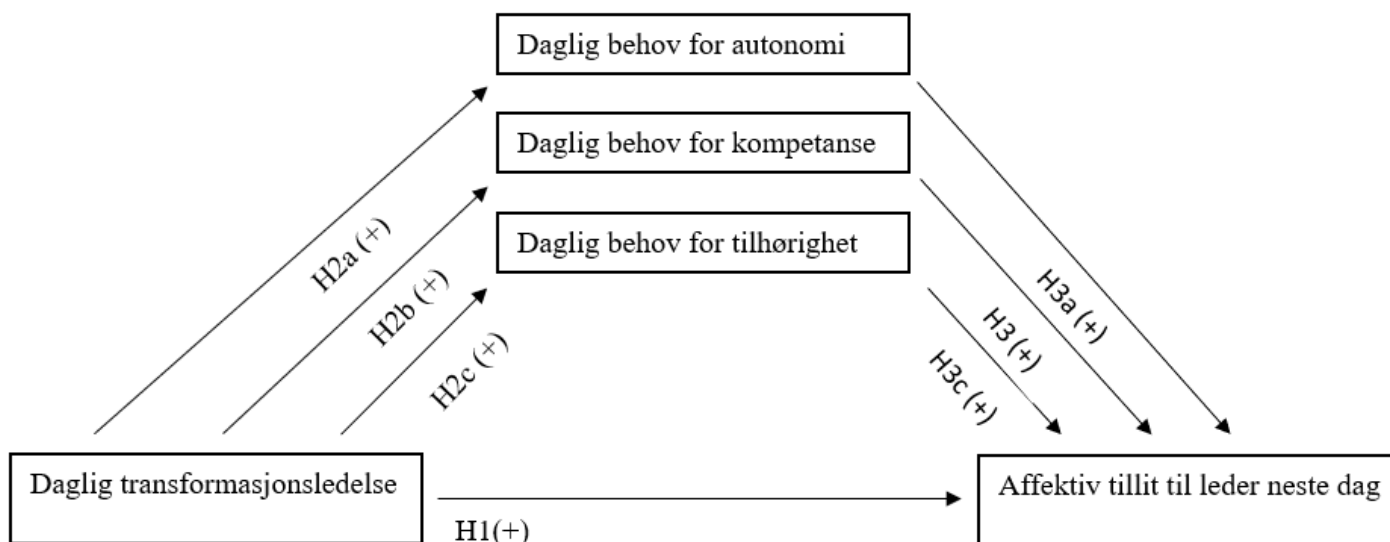 Daglig behov for autonomi
Daglig behov for kompetanse
Daglig behov for tilhørighet
H2a (+)
H2b (+)
H2c (+)
H3a (+)
H3 (+)
H3c (+)
Daglig transformasjonsledelse
Affektiv tillit til leder neste dag
H1(+)